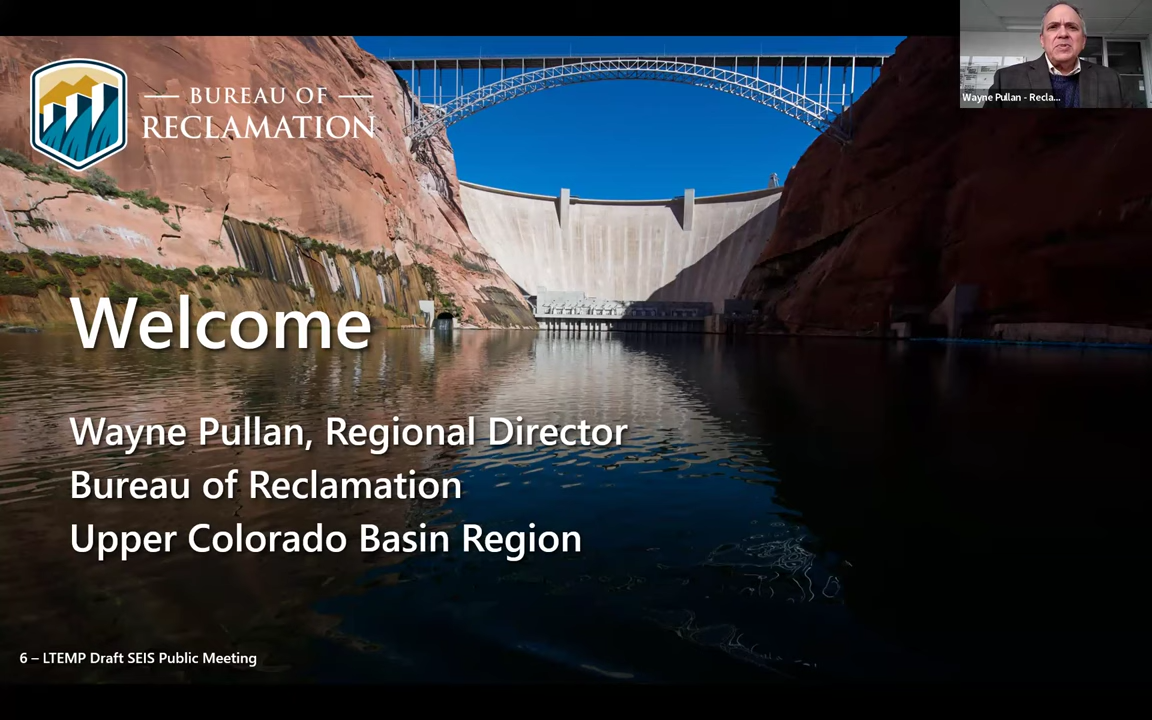 Wayne Pullan - Recla...
BUREAU OF
RECLAMATION
Welcome
Wayne Pullan, Regional Director
Bureau of Reclamation
Upper Colorado Basin Region
6 – LTEMP Draft SEIS Public Meeting